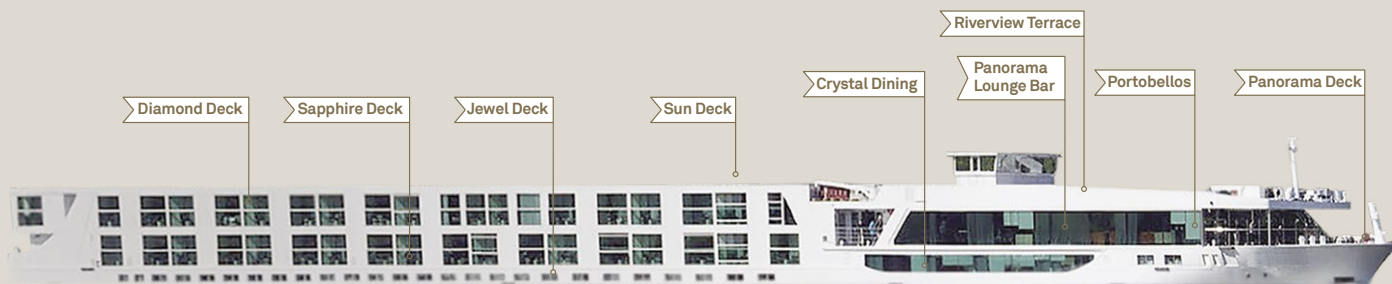 Riverview Terrace
Panorama
Lounge Bar
Crystal Dining
Portobellos
Panorama Deck
Diamond Deck
Sapphire Deck
Jewel Deck
Sun Deck